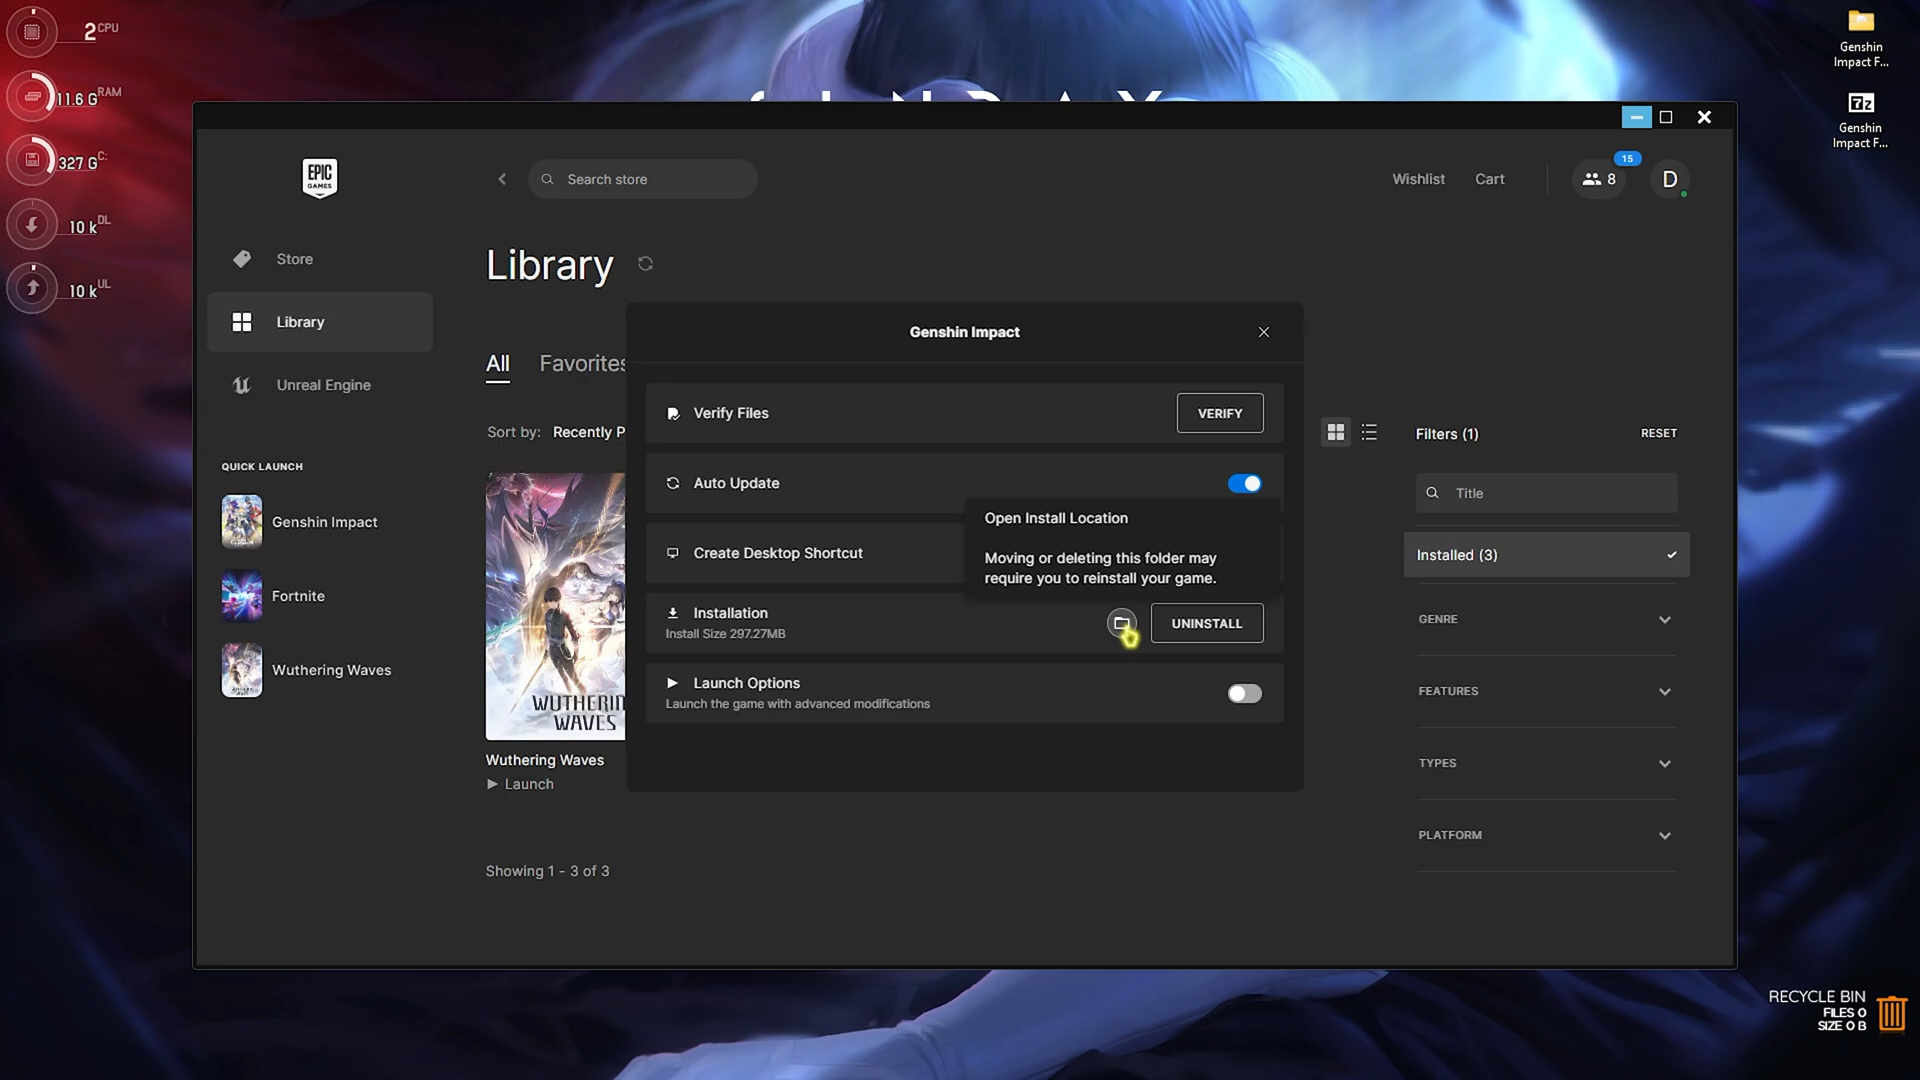 2 CPU
11.6 G RAM
327 G C:
10 k DL
10 k UL
Genshin
Impact F...
7z
Genshin
Impact F...
EPIC
GAMES
Search store
Wishlist
Cart
15
8
D
Store
Library
Unreal Engine
QUICK LAUNCH
Genshin Impact
Fortnite
Wuthering Waves
Library
All
Favorites
Sort by:
Recently P
WUTHERIN
WAVES
Wuthering Waves
Launch
Showing 1 - 3 of 3
Genshin Impact
Verify Files
VERIFY
Auto Update
Open Install Location
Moving or deleting this folder may
require you to reinstall your game.
Create Desktop Shortcut
Installation
Install Size 297.27MB
UNINSTALL
Launch Options
Launch the game with advanced modifications
Filters (1)
RESET
Title
Installed (3)
GENRE
FEATURES
TYPES
PLATFORM
RECYCLE BIN
FILES 0
SIZE 0 B